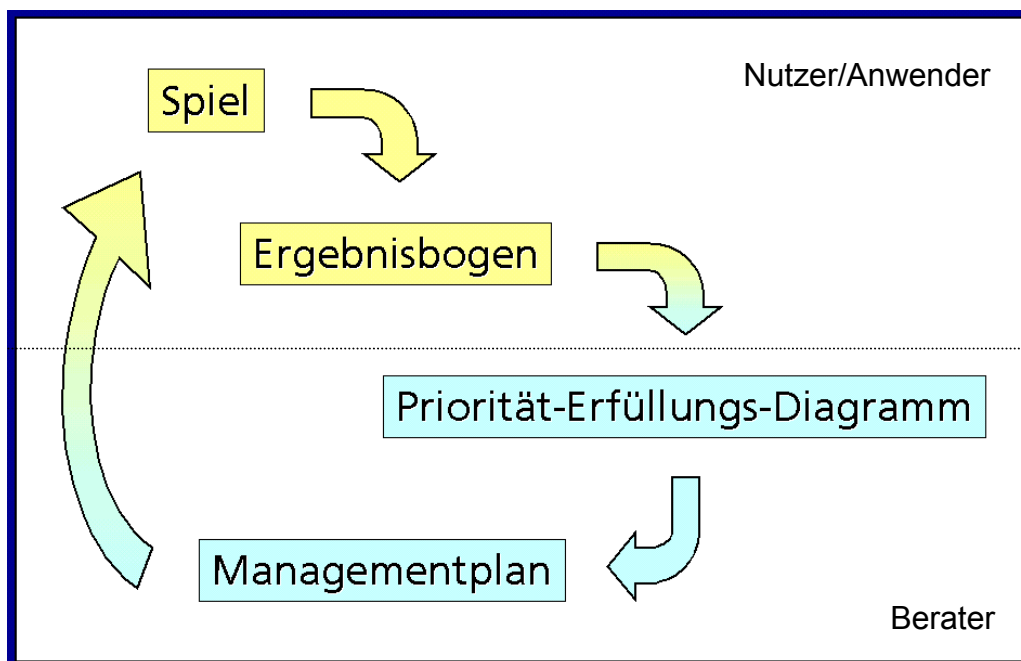 Nutzer/Anwender
Spiel
Ergebnisbogen
Priorität-Erfüllungs-Diagramm
Managementplan
Berater